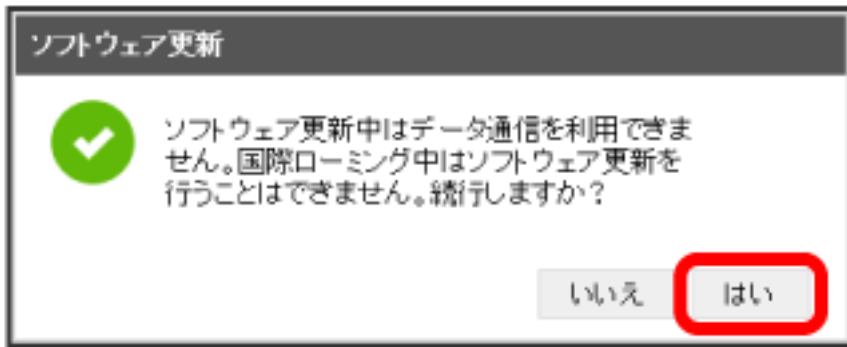 ソフトウェア更新
ソフトウェア更新中はデータ通信を利用できま
せん。国際ローミング中はソフトウェア更新を
行うことはできません。続行しますか？
いいえ はい